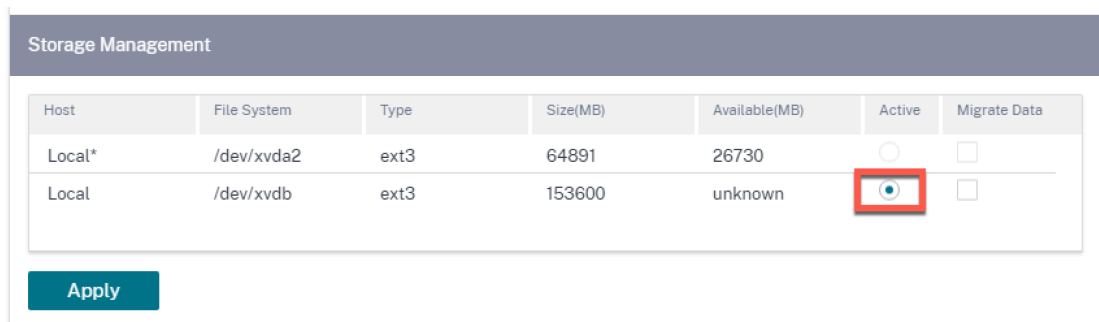 Storage Management
Host File System Type Size(MB) Available(MB) Active Migrate Data
Local* /dev/xvda2 ext3 64891 26730
Local /dev/xvdb ext3 153600 unknown
Apply